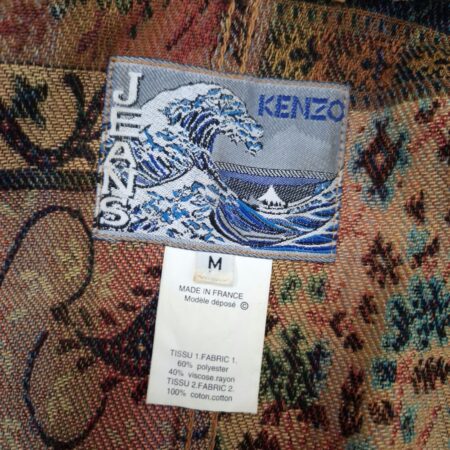 JEANS
KENZO
M
MADE IN FRANCE
Modèle déposé ©
TISSU 1.FABRIC 1.
60% polyester
40% viscose.rayon
TISSU 2.FABRIC 2.
100% coton.cotton